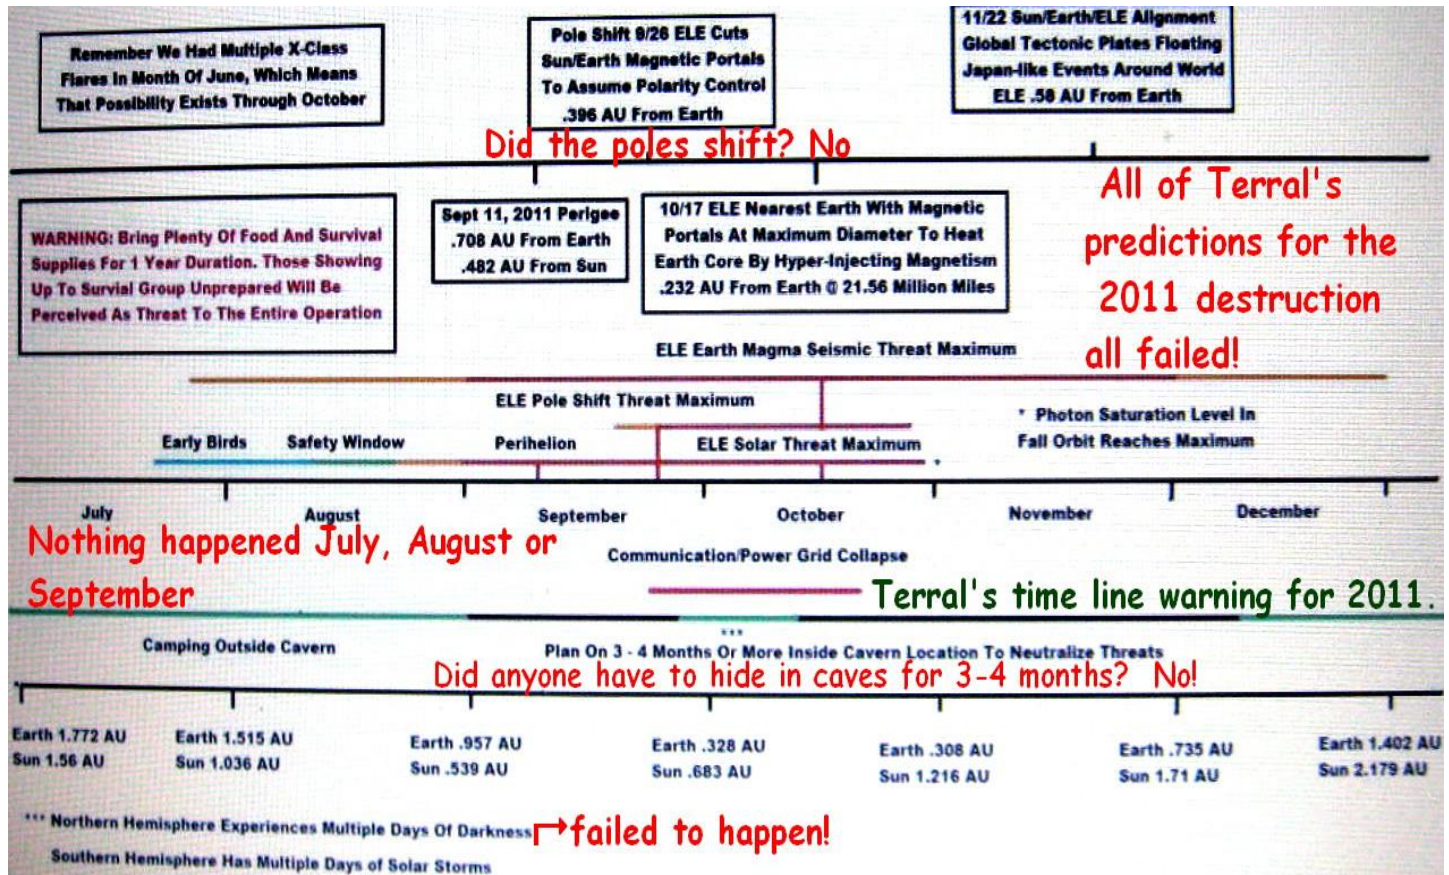 Remember We Had Multiple X-Class
Flares In Month Of June, Which Means
That Possibility Exists Through October
Pole Shift 9/26 ELE Cuts
Sun/Earth Magnetic Portals
To Assume Polarity Control
.396 AU From Earth
11/22 Sun/Earth/ELE Alignment
Global Tectonic Plates Floating
Japan-like Events Around World
ELE .58 AU From Earth
Did the poles shift? No
WARNING: Bring Plenty Of Food And Survival
Supplies For 1 Year Duration. Those Showing
Up To Survial Group Unprepared Will Be
Perceived As Threat To The Entire Operation
Sept 11, 2011 Perigee
.708 AU From Earth
.482 AU From Sun
10/17 ELE Nearest Earth With Magnetic
Portals At Maximum Diameter To Heat
Earth Core By Hyper-Injecting Magnetism
.232 AU From Earth @ 21.56 Million Miles
All of Terral's
predictions for the
2011 destruction
all failed!
ELE Earth Magma Seismic Threat Maximum
ELE Pole Shift Threat Maximum
* Photon Saturation Level In
Fall Orbit Reaches Maximum
Early Birds Safety Window Perihelion ELE Solar Threat Maximum
*
July August September October November December
Nothing happened July, August or
September
Communication/Power Grid Collapse
Terral's time line warning for 2011.
***
Camping Outside Cavern
Plan On 3 - 4 Months Or More Inside Cavern Location To Neutralize Threats
Did anyone have to hide in caves for 3-4 months? No!
Earth 1.772 AU
Sun 1.56 AU
Earth 1.515 AU
Sun 1.036 AU
Earth .957 AU
Sun .539 AU
Earth .328 AU
Sun .683 AU
Earth .308 AU
Sun 1.216 AU
Earth .735 AU
Sun 1.71 AU
Earth 1.402 AU
Sun 2.179 AU
*** Northern Hemisphere Experiences Multiple Days Of Darkness
failed to happen!
Southern Hemisphere Has Multiple Days of Solar Storms